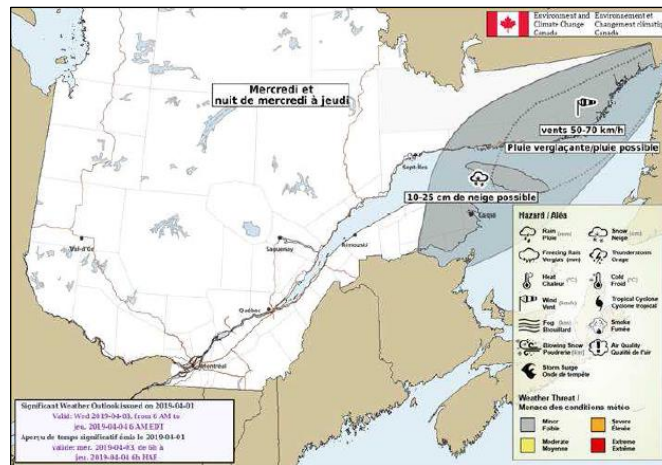 Environment and
Climate Change
Canada
Environnement et
Changement climatique
Canada
Mercredi et
nuit de mercredi à jeudi
vents 50-70 km/h
Pluie verglaçante/pluie possible
Sept-Îles
10-25 cm de neige possible
Gaspé
Val-d'Or
Saguenay
Rimouski
Québec
Montréal
Hazard / Aléa
Rain (mm)
Pluie
Snow (cm)
Neige
Freezing Rain
Verglas (mm)
Thunderstorm
Orage
Heat (°C)
Chaleur
Cold (°C)
Froid
Wind (km/h)
Vent
Tropical Cyclone
Cyclone tropical
Fog (km)
Brouillard
Smoke
Fumée
Blowing Snow
Poudrerie (km)
Air Quality
Qualité de l'air
Storm Surge
Onde de tempête
Weather Threat /
Menace des conditions météo
Minor
Faible
Severe
Élevée
Moderate
Moyenne
Extreme
Extrême
Significant Weather Outlook issued on 2019-04-01
Valid: Wed 2019-04-03, from 6 AM to
jeu. 2019-04-04 6 AM EDT
Aperçu de temps significatif émis le 2019-04-01
valide: mer. 2019-04-03, de 6h à
jeu. 2019-04-04 6h HAE